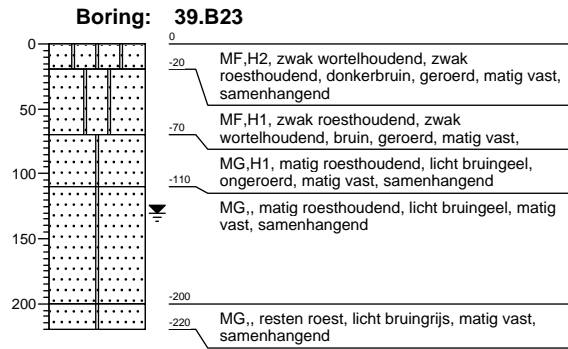 Boring: 39.B23
0
50
100
150
200
0
-20
MF,H2, zwak wortelhoudend, zwak
roesthoudend, donkerbruin, geroerd, matig vast,
samenhangend
-70
MF,H1, zwak roesthoudend, zwak
wortelhoudend, bruin, geroerd, matig vast,
-110
MG,H1, matig roesthoudend, licht bruingeel,
ongeroerd, matig vast, samenhangend
MG,, matig roesthoudend, licht bruingeel, matig
vast, samenhangend
-200
-220
MG,, resten roest, licht bruingrijs, matig vast,
samenhangend